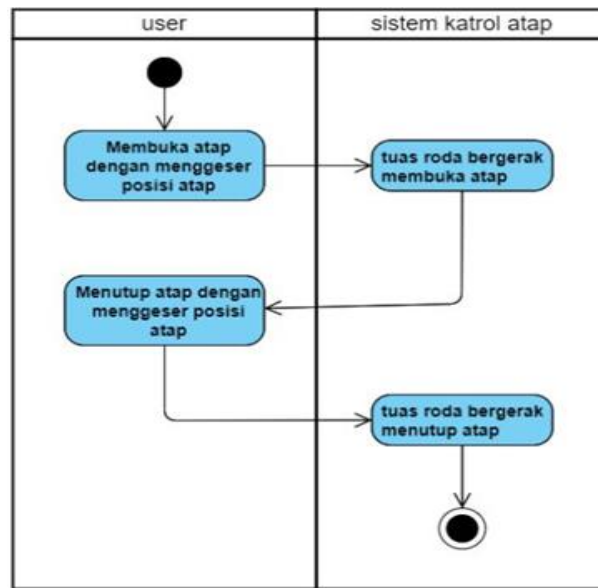 user
sistem katrol atap
Membuka atap
dengan menggeser
posisi atap
tuas roda bergerak
membuka atap
Menutup atap dengan
menggeser posisi
atap
tuas roda bergerak
menutup atap